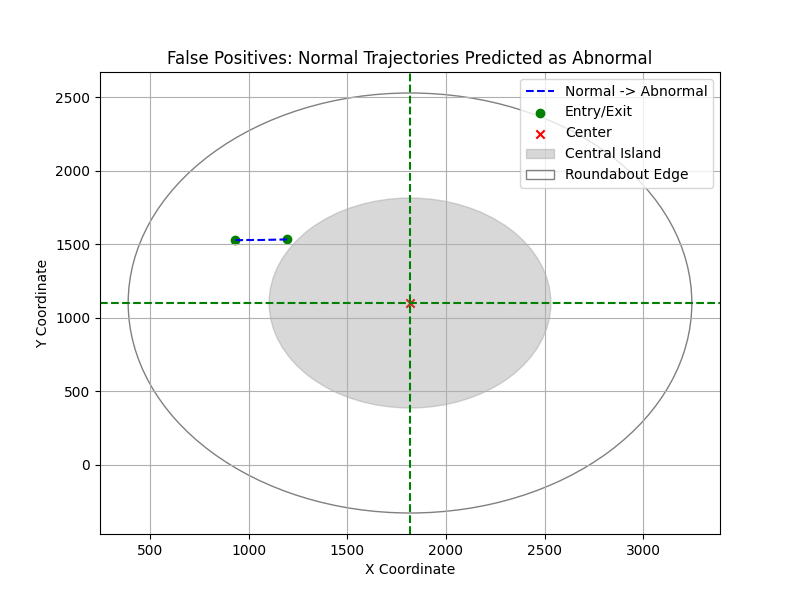 False Positives: Normal Trajectories Predicted as Abnormal
Normal -> Abnormal
Entry/Exit
Center
Central Island
Roundabout Edge
2500
2000
1500
1000
500
0
Y Coordinate
500
1000
1500
2000
2500
3000
X Coordinate